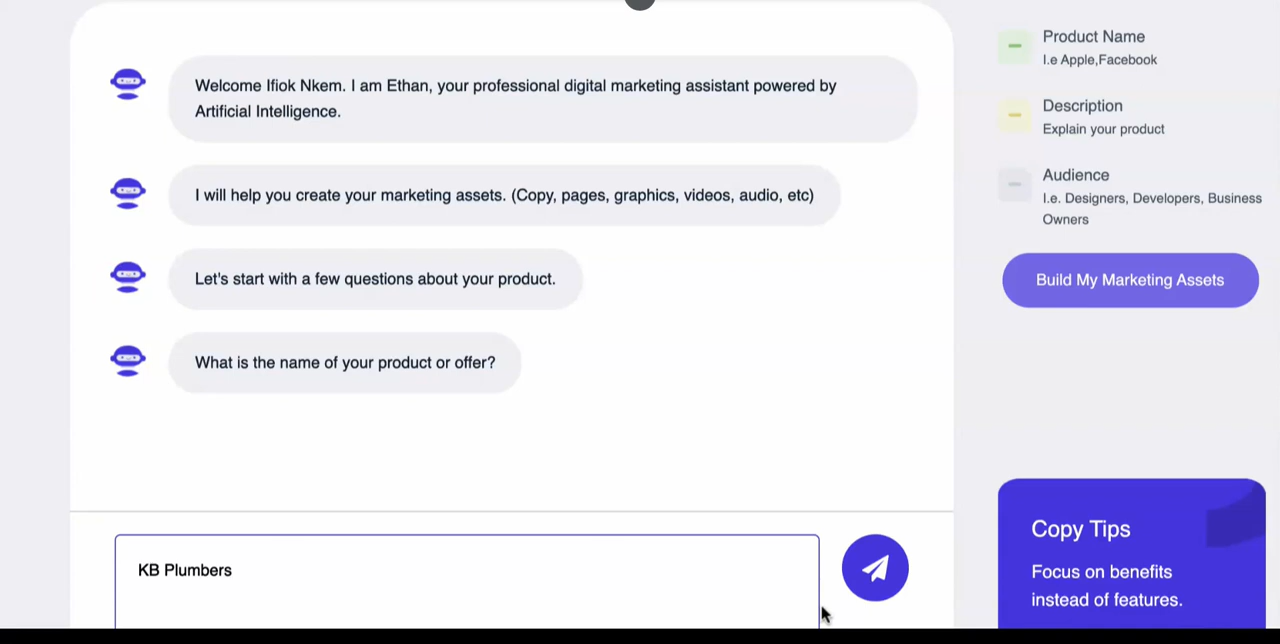 Welcome Ifiok Nkem. I am Ethan, your professional digital marketing assistant powered by
Artificial Intelligence.
I will help you create your marketing assets. (Copy, pages, graphics, videos, audio, etc)
Let's start with a few questions about your product.
What is the name of your product or offer?
KB Plumbers
Product Name
I.e Apple,Facebook
Description
Explain your product
Audience
I.e. Designers, Developers, Business
Owners
Build My Marketing Assets
Copy Tips
Focus on benefits
instead of features.